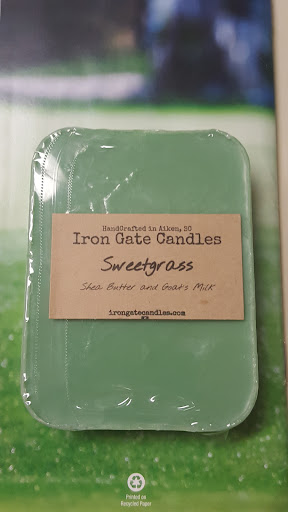 HandCrafted in Aiken, SC
Iron Gate Candles
Sweetgrass
Shea Butter and Goat's Milk
irongatecandles.com
Printed on
Recycled Paper